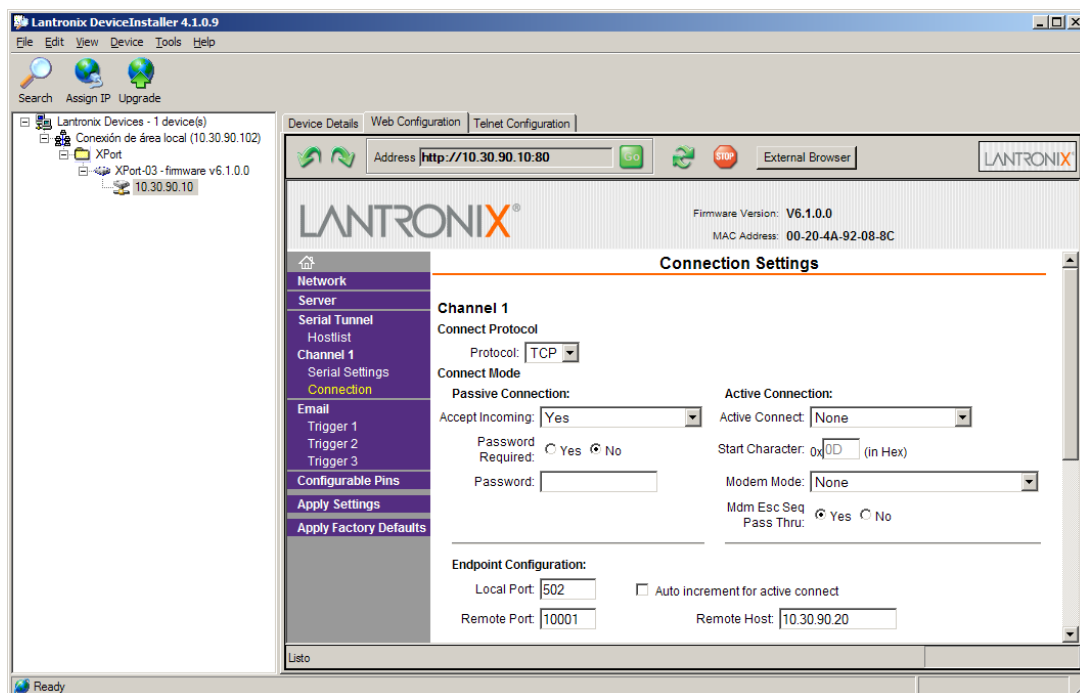 Lantronix DeviceInstaller 4.1.0.9
File Edit View Device Tools Help
Search Assign IP Upgrade
Lantronix Devices - 1 device(s)
Conexión de área local (10.30.90.102)
XPort
XPort-03 - firmware v6.1.0.0
10.30.90.10
Device Details Web Configuration Telnet Configuration
Address http://10.30.90.10:80 Go STOP External Browser LANTRONIX
LANTRONIX®
Firmware Version: V6.1.0.0
MAC Address: 00-20-4A-92-08-8C
Network
Server
Serial Tunnel
Hostlist
Channel 1
Serial Settings
Connection
Email
Trigger 1
Trigger 2
Trigger 3
Configurable Pins
Apply Settings
Apply Factory Defaults
Connection Settings
Channel 1
Connect Protocol
Protocol: TCP
Connect Mode
Passive Connection: Active Connection:
Accept Incoming: Yes Active Connect: None
Password Required: Yes No Start Character: 0x 0D (in Hex)
Password: Modem Mode: None
Mdm Esc Seq Pass Thru: Yes No
Endpoint Configuration:
Local Port: 502 Auto increment for active connect
Remote Port: 10001 Remote Host: 10.30.90.20
Listo
Ready